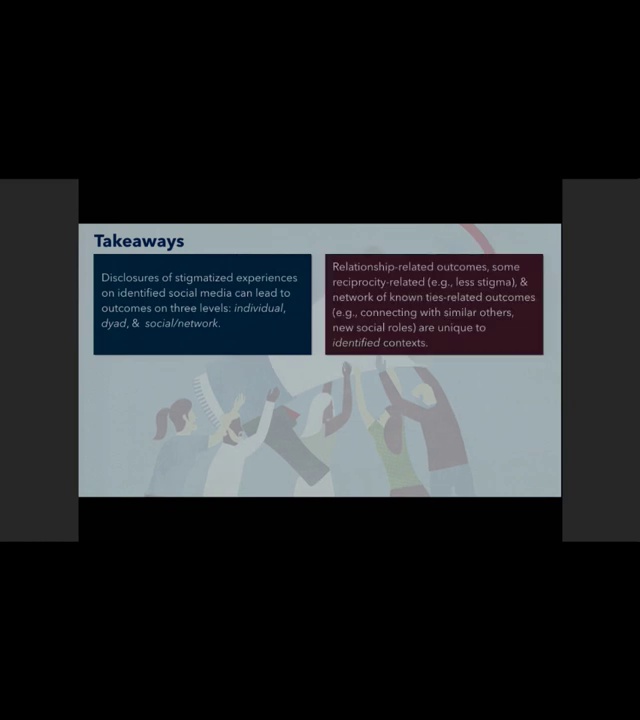 Takeaways
Disclosures of stigmatized experiences
on identified social media can lead to
outcomes on three levels: individual,
dyad, & social/network.
Relationship-related outcomes, some
reciprocity-related (e.g., less stigma), &
network of known ties-related outcomes
(e.g., connecting with similar others,
new social roles) are unique to
identified contexts.